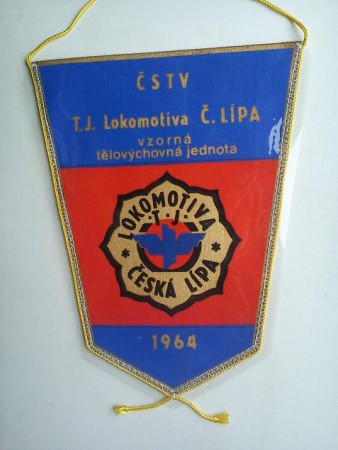 ČSTV
T.J. Lokomotiva Č. LÍPA
vzorná
tělovýchovná jednota
LOKOMOTIVA
T.J.
* ČESKÁ LÍPA *
1964